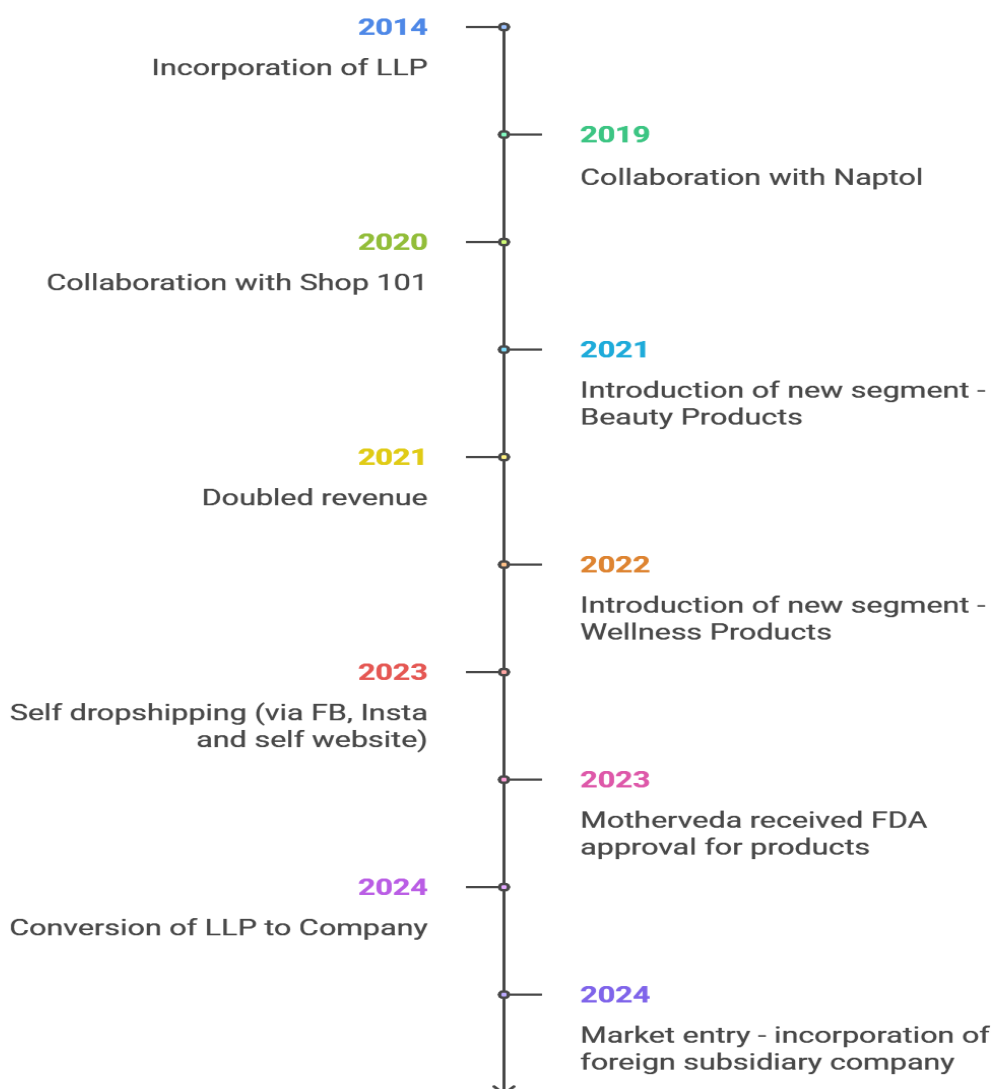 2014
Incorporation of LLP
2019
Collaboration with Naptol
2020
Collaboration with Shop 101
2021
Introduction of new segment -
Beauty Products
2021
Doubled revenue
2022
Introduction of new segment -
Wellness Products
2023
Self dropshipping (via FB, Insta
and self website)
2023
Motherveda received FDA
approval for products
2024
Conversion of LLP to Company
2024
Market entry - incorporation of
foreign subsidiary company